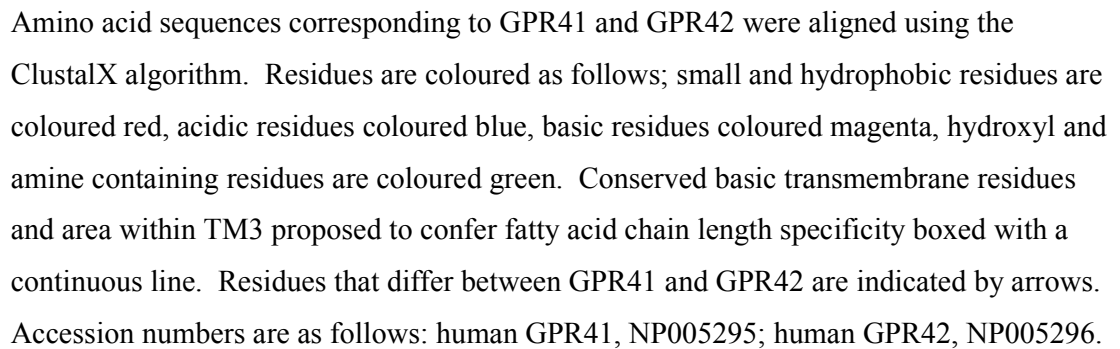 Amino acid sequences corresponding to GPR41 and GPR42 were aligned using the
ClustalX algorithm.  Residues are coloured as follows; small and hydrophobic residues are
coloured red, acidic residues coloured blue, basic residues coloured magenta, hydroxyl and
amine containing residues are coloured green.  Conserved basic transmembrane residues
and area within TM3 proposed to confer fatty acid chain length specificity boxed with a
continuous line.  Residues that differ between GPR41 and GPR42 are indicated by arrows.
Accession numbers are as follows: human GPR41, NP005295; human GPR42, NP005296.